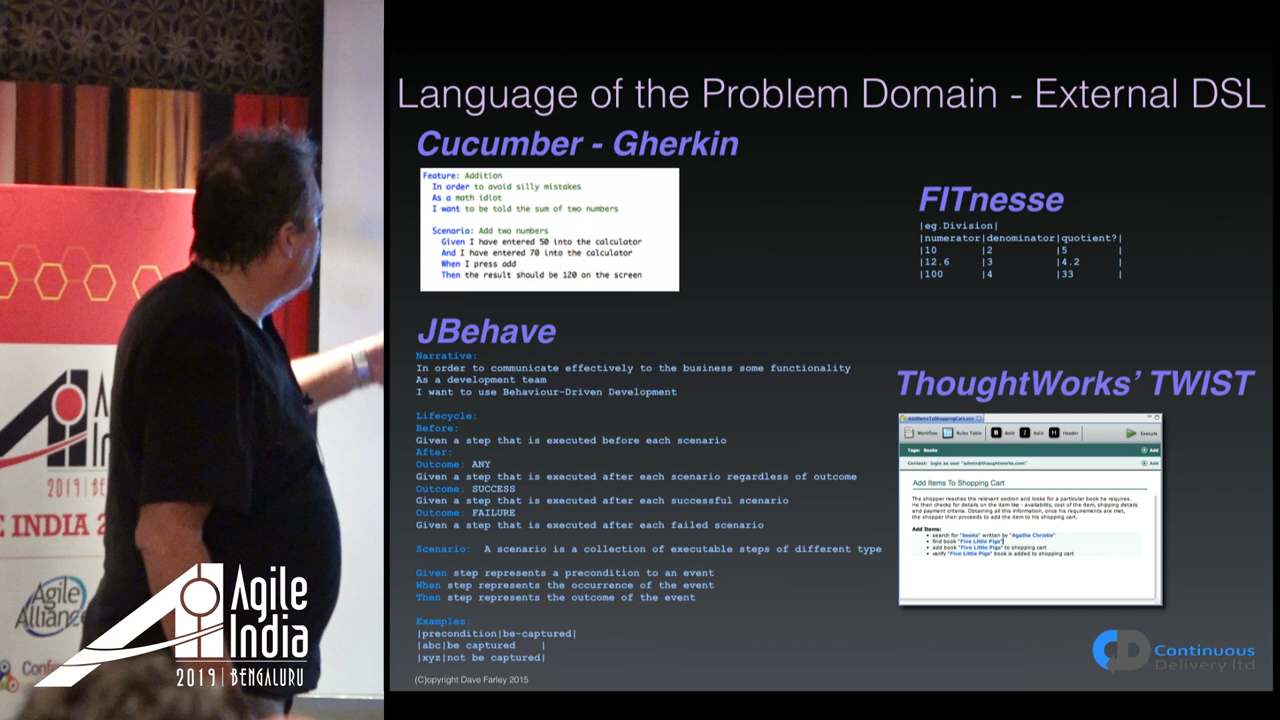 Language of the Problem Domain - External DSL
Cucumber - Gherkin
Feature: Addition
In order to avoid silly mistakes
As a math idiot
I want to be told the sum of two numbers
Scenario: Add two numbers
Given I have entered 50 into the calculator
And I have entered 70 into the calculator
When I press add
Then the result should be 120 on the screen
FITnesse
|eg.Division|
|numerator|denominator|quotient?|
|10 |2 |5 |
|12.6 |3 |4.2 |
|100 |4 |33 |
JBehave
Narrative:
In order to communicate effectively to the business some functionality
As a development team
I want to use Behaviour-Driven Development
Lifecycle:
Before:
Given a step that is executed before each scenario
After:
Outcome: ANY
Given a step that is executed after each scenario regardless of outcome
Outcome: SUCCESS
Given a step that is executed after each successful scenario
Outcome: FAILURE
Given a step that is executed after each failed scenario
Scenario: A scenario is a collection of executable steps of different type
Given step represents a precondition to an event
When step represents the occurrence of the event
Then step represents the outcome of the event
Examples:
|precondition|be-captured|
|abc|be captured |
|xyz|not be captured|
ThoughtWorks' TWIST
AddItemsToShoppingCart.scn
Workflow Rules Table B Bold I Italic H Header Execute
Tags: Books Add
Context: login as user "admin@thoughtworks.com" Add
Add Items To Shopping Cart
The shopper reaches the relevant section and looks for a particular book he requires.
He then checks for details on the item like - availability, cost of the item, shipping details
and payment criteria. Obtaining all this information, once his requirements are met,
the shopper then proceeds to add the item to his shopping cart.
Add Items:
search for "books" written by "Agatha Christie"
find book "Five Little Pigs"
add book "Five Little Pigs" to shopping cart
verify "Five Little Pigs" book is added to shopping cart
(C)opyright Dave Farley 2015
CD Continuous
Delivery ltd
2019 | BE
E INDIA 2
Agile
Alliance
Agile
India
2019 | BENGALURU